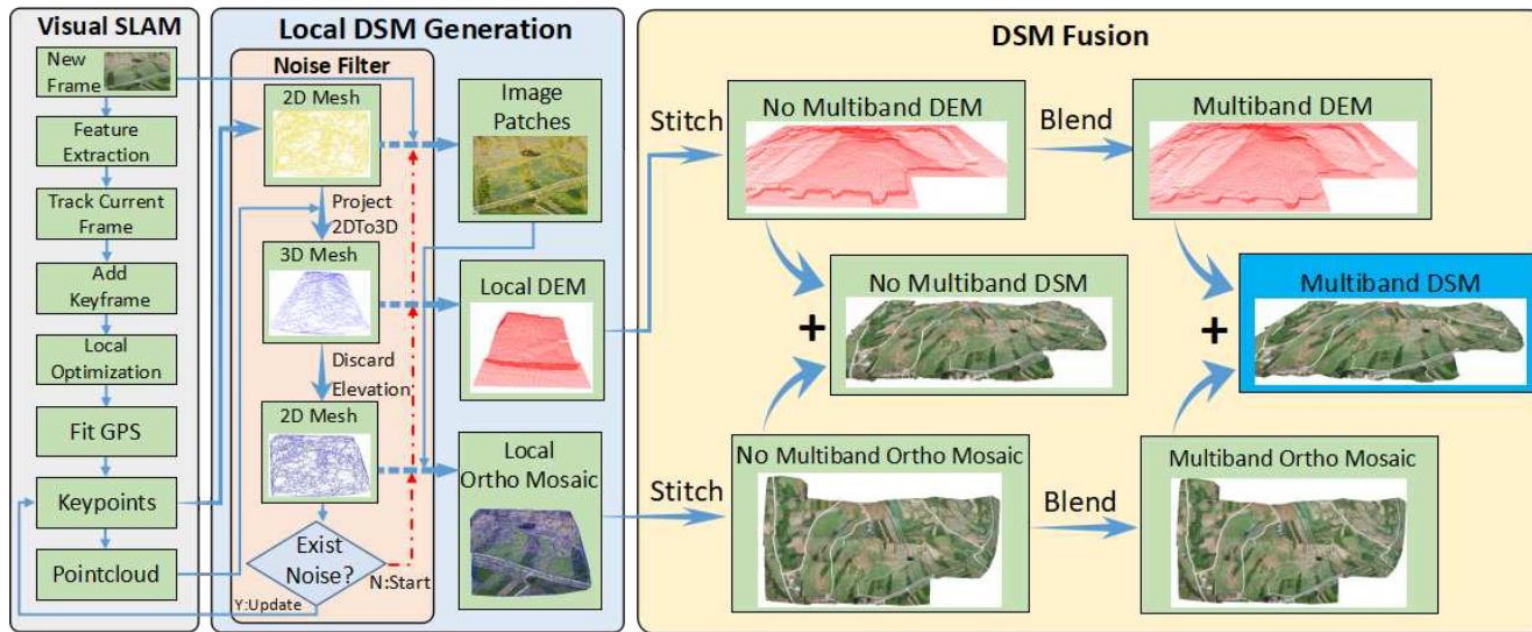 Visual SLAM
New
Frame
Feature
Extraction
Track Current
Frame
Add
Keyframe
Local
Optimization
Fit GPS
Keypoints
Pointcloud
Local DSM Generation
Noise Filter
2D Mesh
Project
2DTo3D
3D Mesh
Discard
Elevation
2D Mesh
Exist
Noise?
N:Start
Y:Update
Image
Patches
Local DEM
Local
Ortho Mosaic
DSM Fusion
Stitch
No Multiband DEM
Blend
Multiband DEM
No Multiband DSM
+
Multiband DSM
+
Stitch
No Multiband Ortho Mosaic
Blend
Multiband Ortho Mosaic